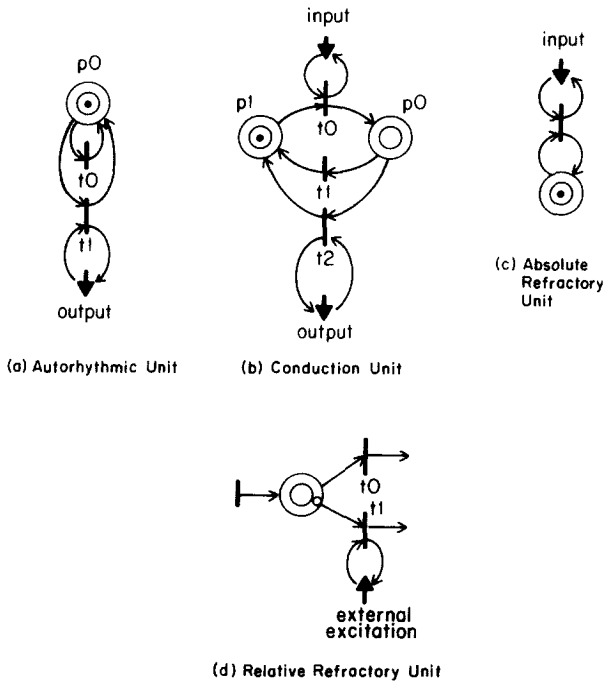 p0
t0
t1
output
(a) Autorhythmic Unit
input
p1
p0
t0
t1
t2
output
(b) Conduction Unit
input
(c) Absolute
Refractory
Unit
t0
t1
external
excitation
(d) Relative Refractory Unit